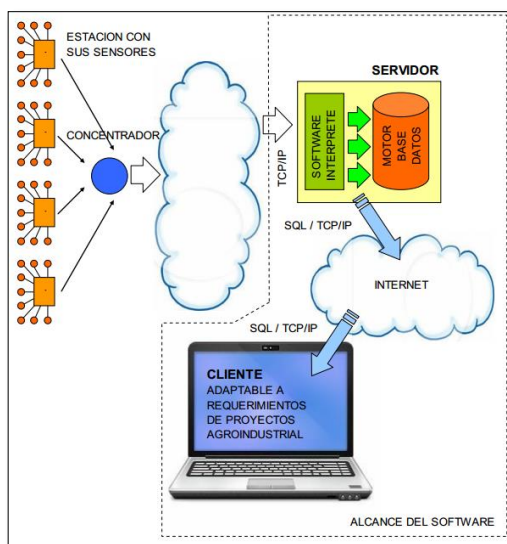 ESTACION CON
SUS SENSORES
CONCENTRADOR
TCP/IP
SERVIDOR
SOFTWARE
INTERPRETE
MOTOR
BASE
DATOS
SQL / TCP/IP
INTERNET
SQL / TCP/IP
CLIENTE
ADAPTABLE A
REQUERIMIENTOS
DE PROYECTOS
AGROINDUSTRIAL
ALCANCE DEL SOFTWARE